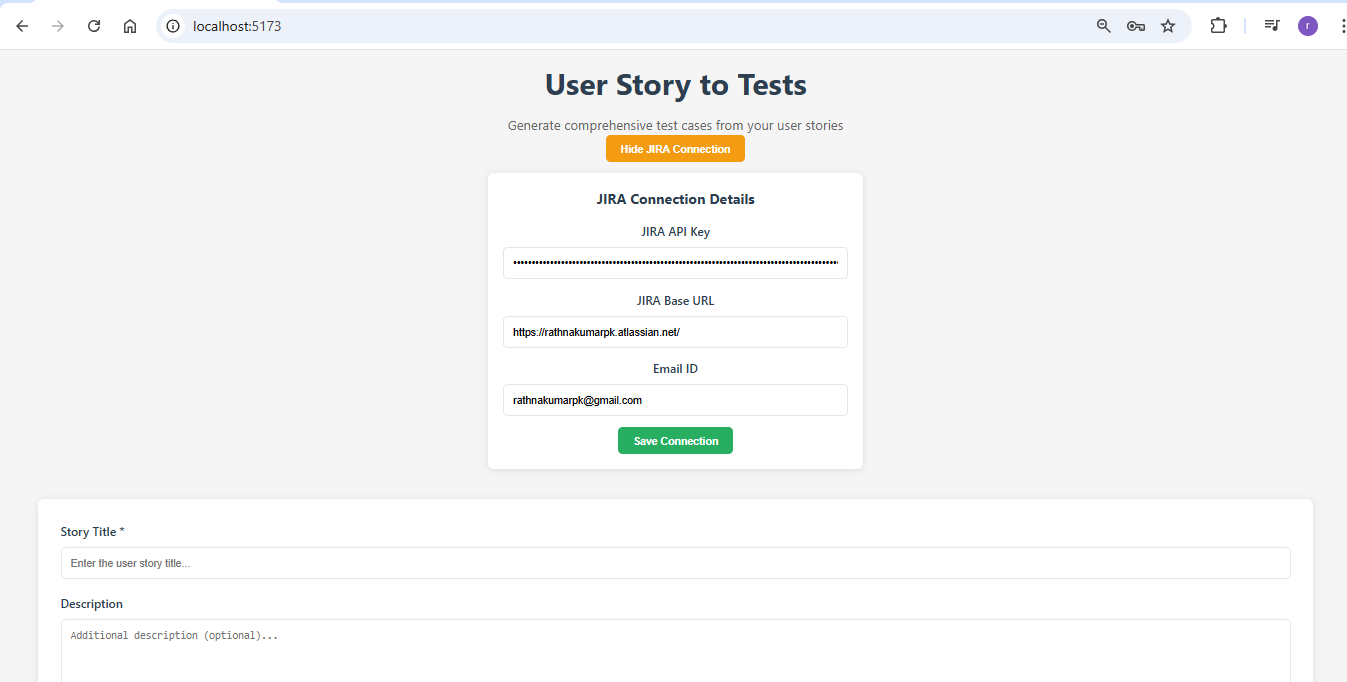 localhost:5173
r
User Story to Tests
Generate comprehensive test cases from your user stories
Hide JIRA Connection
JIRA Connection Details
JIRA API Key
JIRA Base URL
https://rathnakumarpk.atlassian.net/
Email ID
rathnakumarpk@gmail.com
Save Connection
Story Title *
Enter the user story title...
Description
Additional description (optional)...